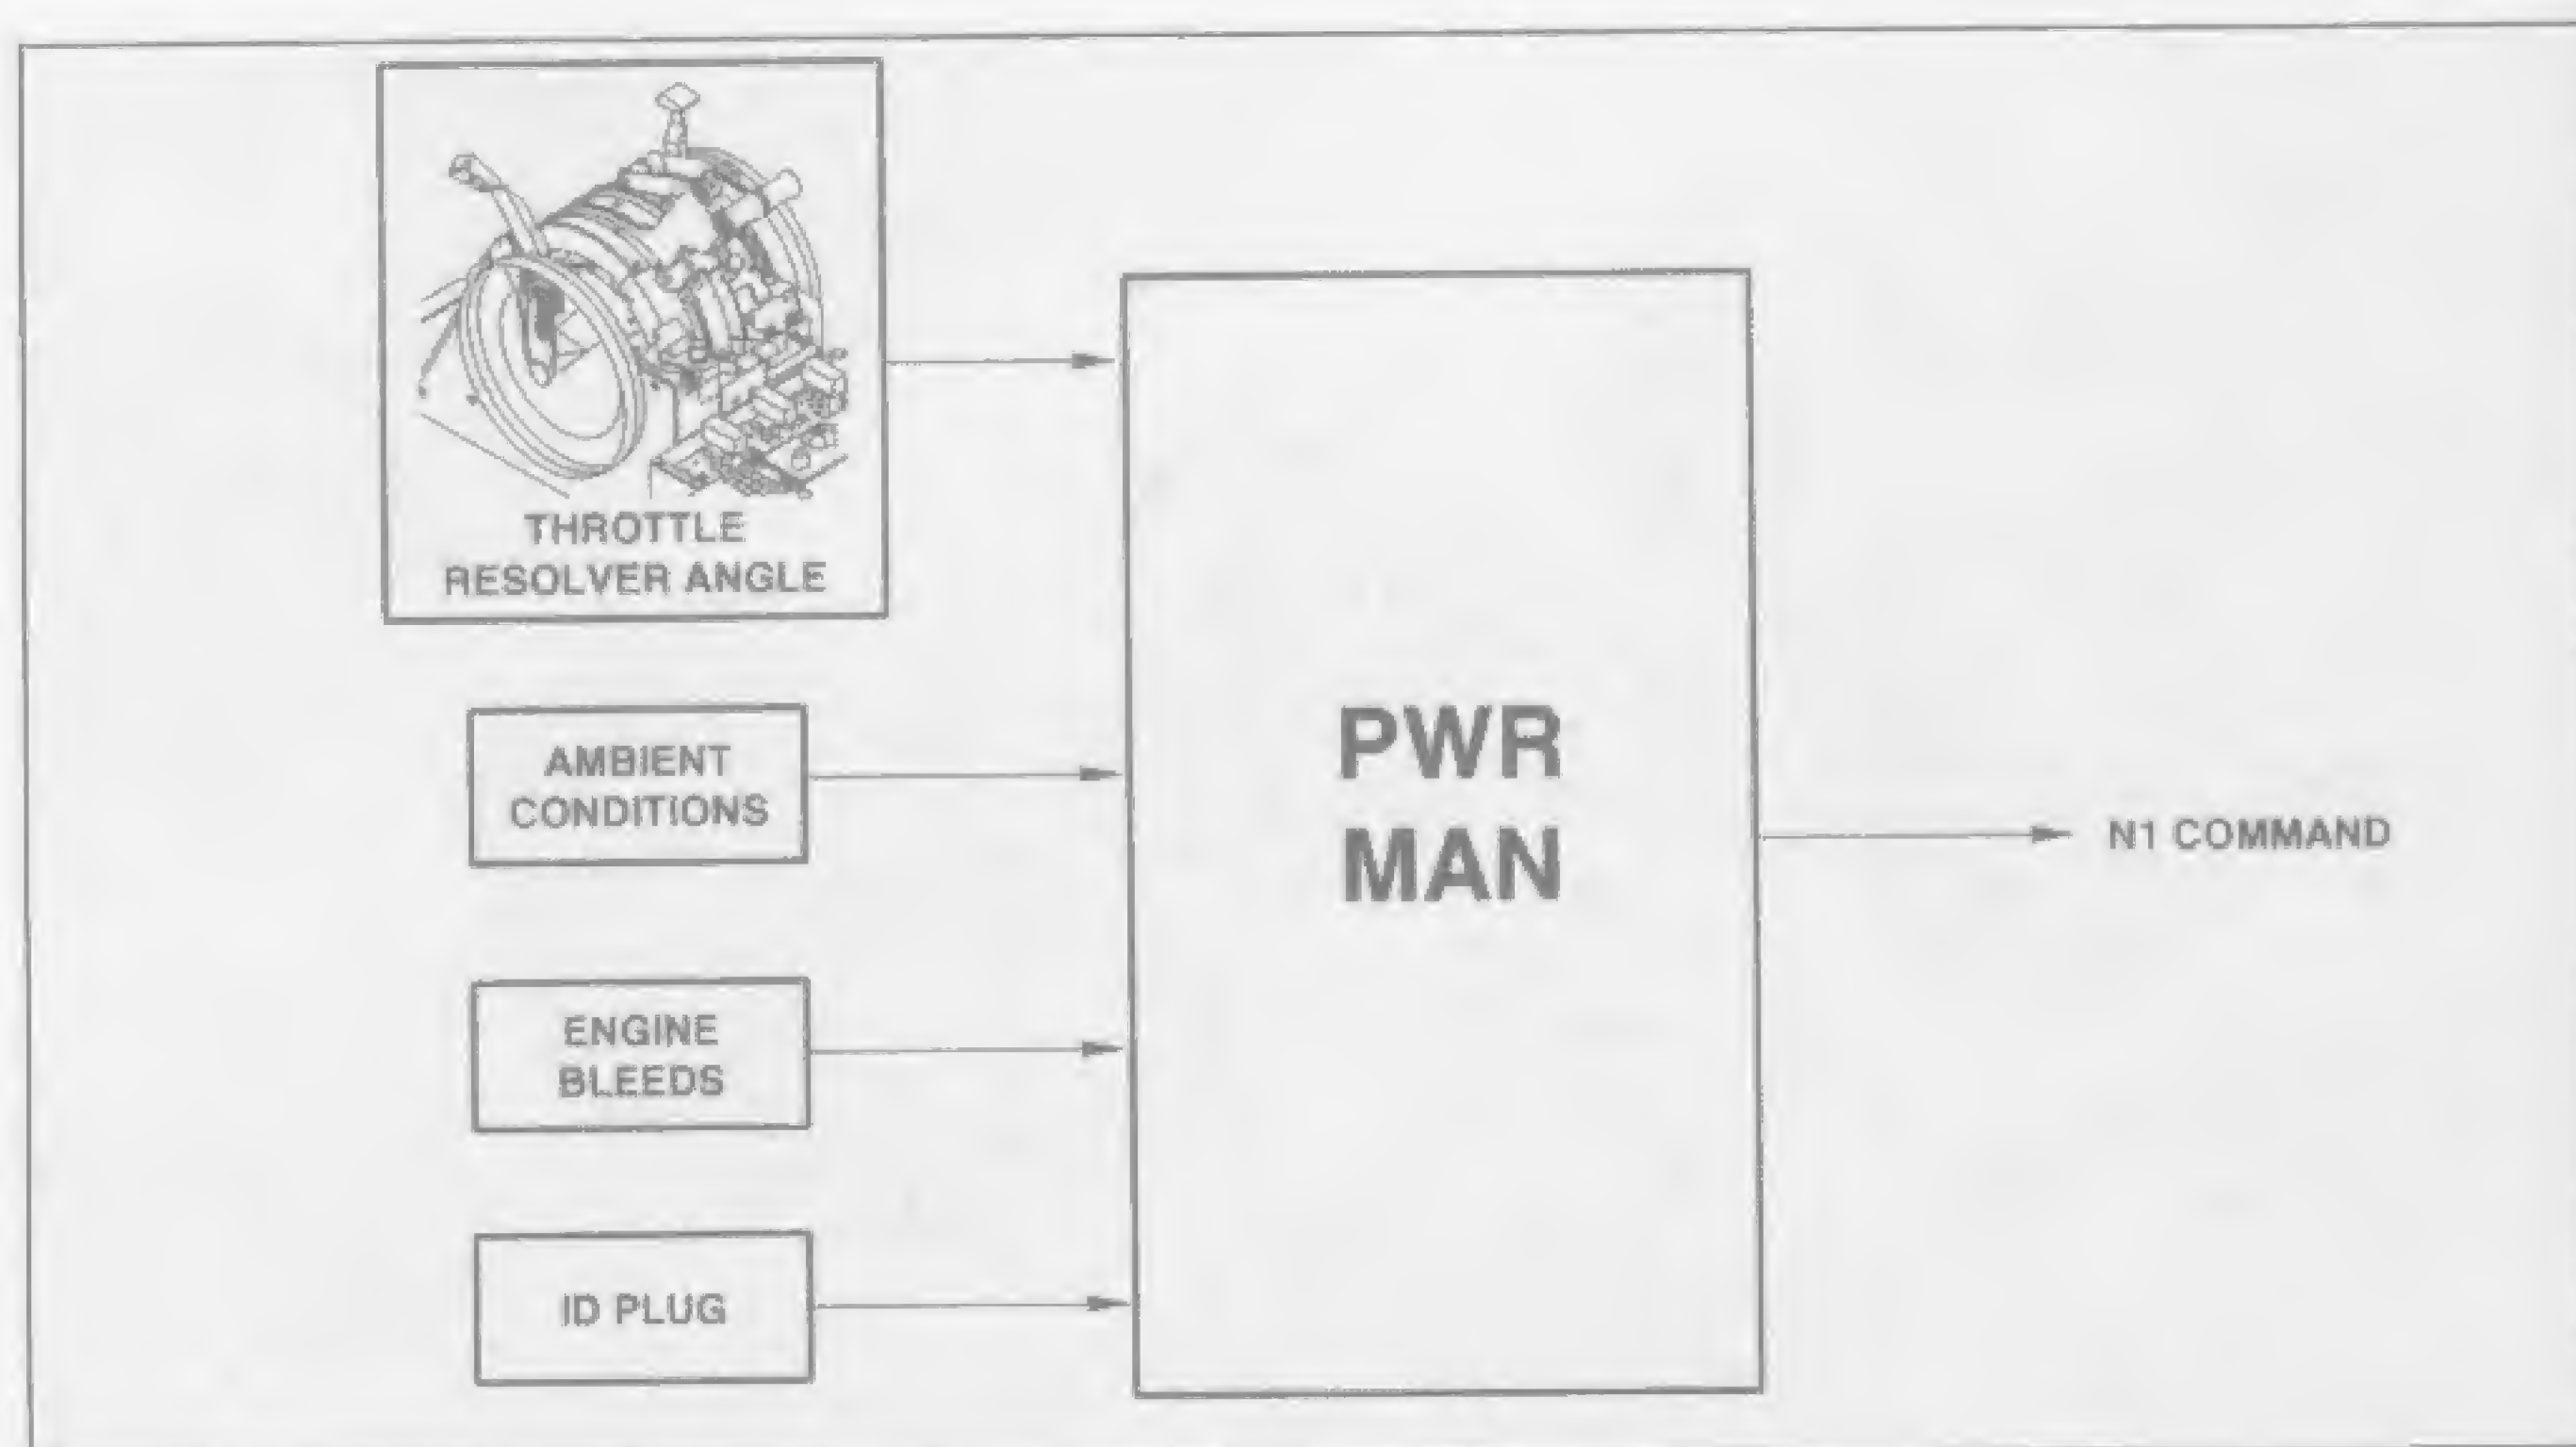 THROTTLE
RESOLVER ANGLE
AMBIENT
CONDITIONS
ENGINE
BLEEDS
ID PLUG
PWR
MAN
N1 COMMAND